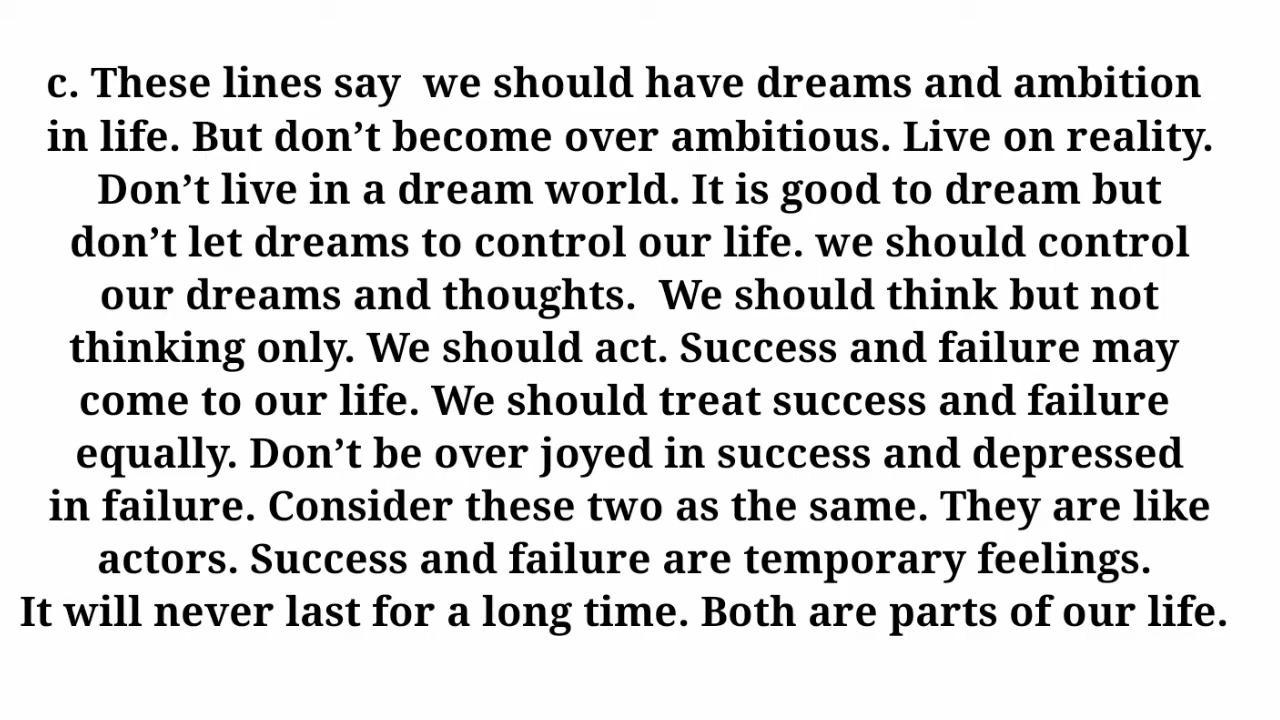 c. These lines say  we should have dreams and ambition
in life. But don’t become over ambitious. Live on reality.
Don’t live in a dream world. It is good to dream but
don’t let dreams to control our life. we should control
our dreams and thoughts.  We should think but not
thinking only. We should act. Success and failure may
come to our life. We should treat success and failure
equally. Don’t be over joyed in success and depressed
in failure. Consider these two as the same. They are like
actors. Success and failure are temporary feelings.
It will never last for a long time. Both are parts of our life.